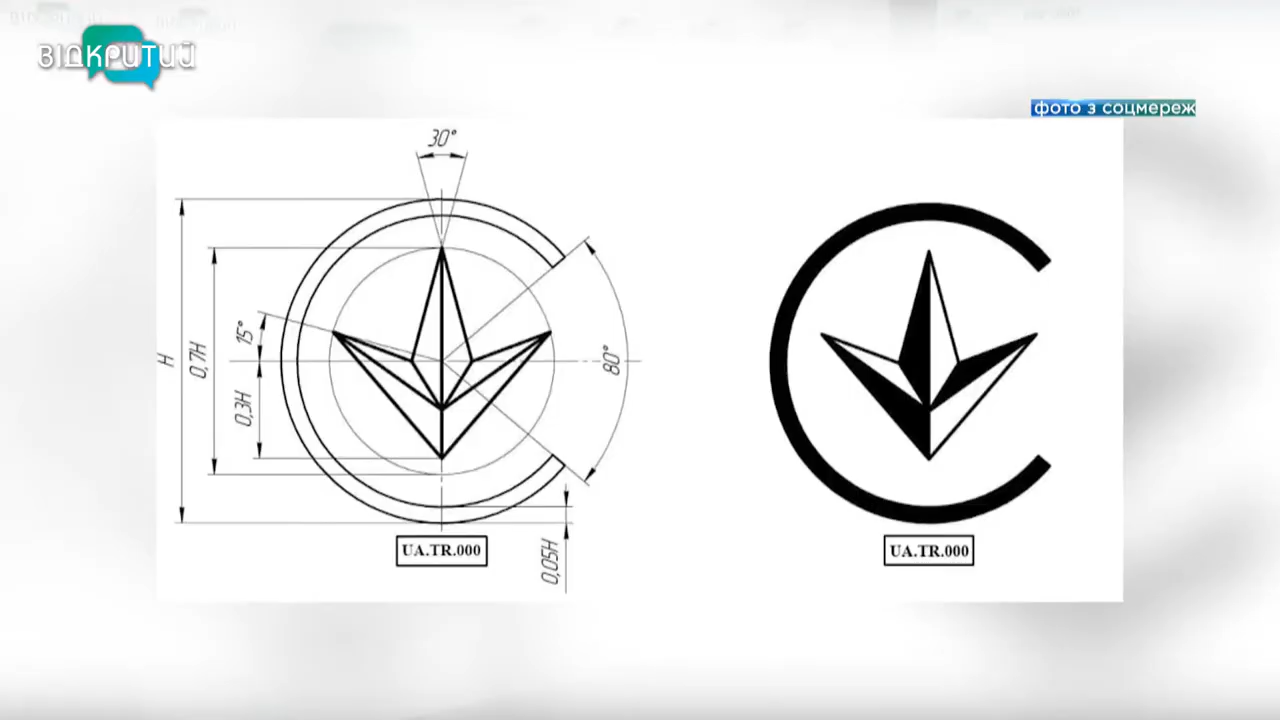 ВІДКРИТИЙ
фото з соцмереж
30°
15°
H
0,7H
0,3H
80°
0,05H
UA.TR.000
UA.TR.000